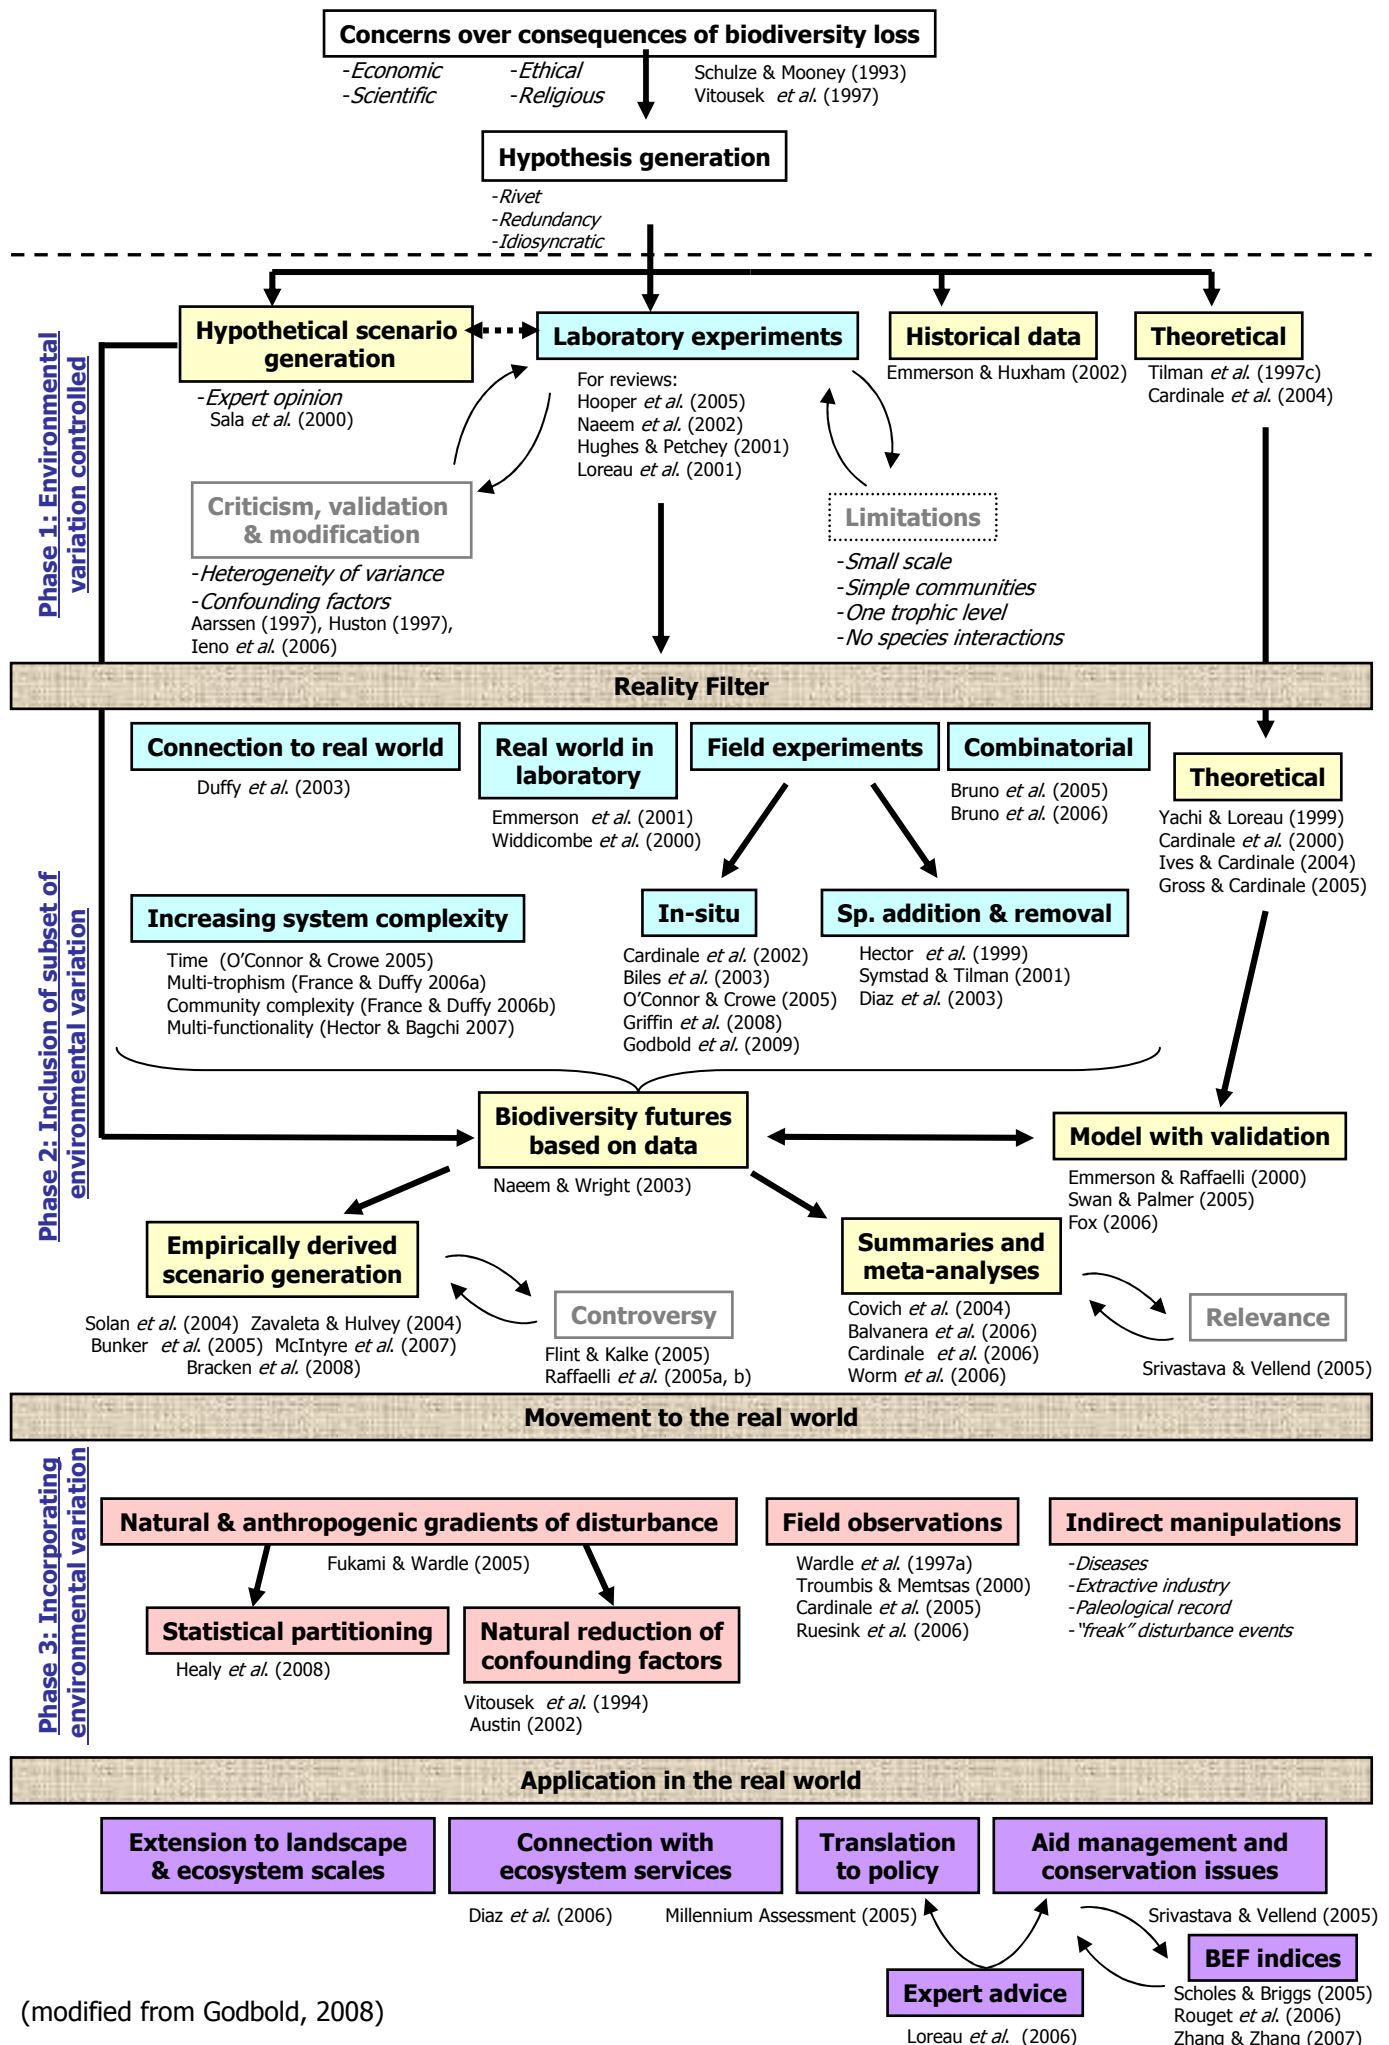 Concerns over consequences of biodiversity loss
-Economic -Ethical
-Scientific -Religious
Schulze & Mooney (1993)
Vitousek et al. (1997)
Hypothesis generation
-Rivet
-Redundancy
-Idiosyncratic
Phase 1: Environmental
variation controlled
Hypothetical scenario
generation
-Expert opinion
Sala et al. (2000)
Laboratory experiments
For reviews:
Hooper et al. (2005)
Naeem et al. (2002)
Hughes & Petchey (2001)
Loreau et al. (2001)
Historical data
Emmerson & Huxham (2002)
Theoretical
Tilman et al. (1997c)
Cardinale et al. (2004)
Criticism, validation
& modification
-Heterogeneity of variance
-Confounding factors
Aarssen (1997), Huston (1997),
Ieno et al. (2006)
Limitations
-Small scale
-Simple communities
-One trophic level
-No species interactions
Reality Filter
Phase 2: Inclusion of subset of
environmental variation
Connection to real world
Duffy et al. (2003)
Real world in
laboratory
Emmerson et al. (2001)
Widdicombe et al. (2000)
Field experiments
Combinatorial
Bruno et al. (2005)
Bruno et al. (2006)
Theoretical
Yachi & Loreau (1999)
Cardinale et al. (2000)
Ives & Cardinale (2004)
Gross & Cardinale (2005)
Increasing system complexity
Time (O'Connor & Crowe 2005)
Multi-trophism (France & Duffy 2006a)
Community complexity (France & Duffy 2006b)
Multi-functionality (Hector & Bagchi 2007)
In-situ
Cardinale et al. (2002)
Biles et al. (2003)
O'Connor & Crowe (2005)
Griffin et al. (2008)
Godbold et al. (2009)
Sp. addition & removal
Hector et al. (1999)
Symstad & Tilman (2001)
Diaz et al. (2003)
Biodiversity futures
based on data
Naeem & Wright (2003)
Model with validation
Emmerson & Raffaelli (2000)
Swan & Palmer (2005)
Fox (2006)
Empirically derived
scenario generation
Solan et al. (2004) Zavaleta & Hulvey (2004)
Bunker et al. (2005) McIntyre et al. (2007)
Bracken et al. (2008)
Controversy
Flint & Kalke (2005)
Raffaelli et al. (2005a, b)
Summaries and
meta-analyses
Covich et al. (2004)
Balvanera et al. (2006)
Cardinale et al. (2006)
Worm et al. (2006)
Relevance
Srivastava & Vellend (2005)
Movement to the real world
Phase 3: Incorporating
environmental variation
Natural & anthropogenic gradients of disturbance
Fukami & Wardle (2005)
Statistical partitioning
Healy et al. (2008)
Natural reduction of
confounding factors
Vitousek et al. (1994)
Austin (2002)
Field observations
Wardle et al. (1997a)
Troumbis & Memtsas (2000)
Cardinale et al. (2005)
Ruesink et al. (2006)
Indirect manipulations
-Diseases
-Extractive industry
-Paleological record
-"freak" disturbance events
Application in the real world
Extension to landscape
& ecosystem scales
Connection with
ecosystem services
Diaz et al. (2006)
Translation
to policy
Millennium Assessment (2005)
Aid management and
conservation issues
Srivastava & Vellend (2005)
BEF indices
Scholes & Briggs (2005)
Rouget et al. (2006)
Zhang & Zhang (2007)
Expert advice
Loreau et al. (2006)
(modified from Godbold, 2008)